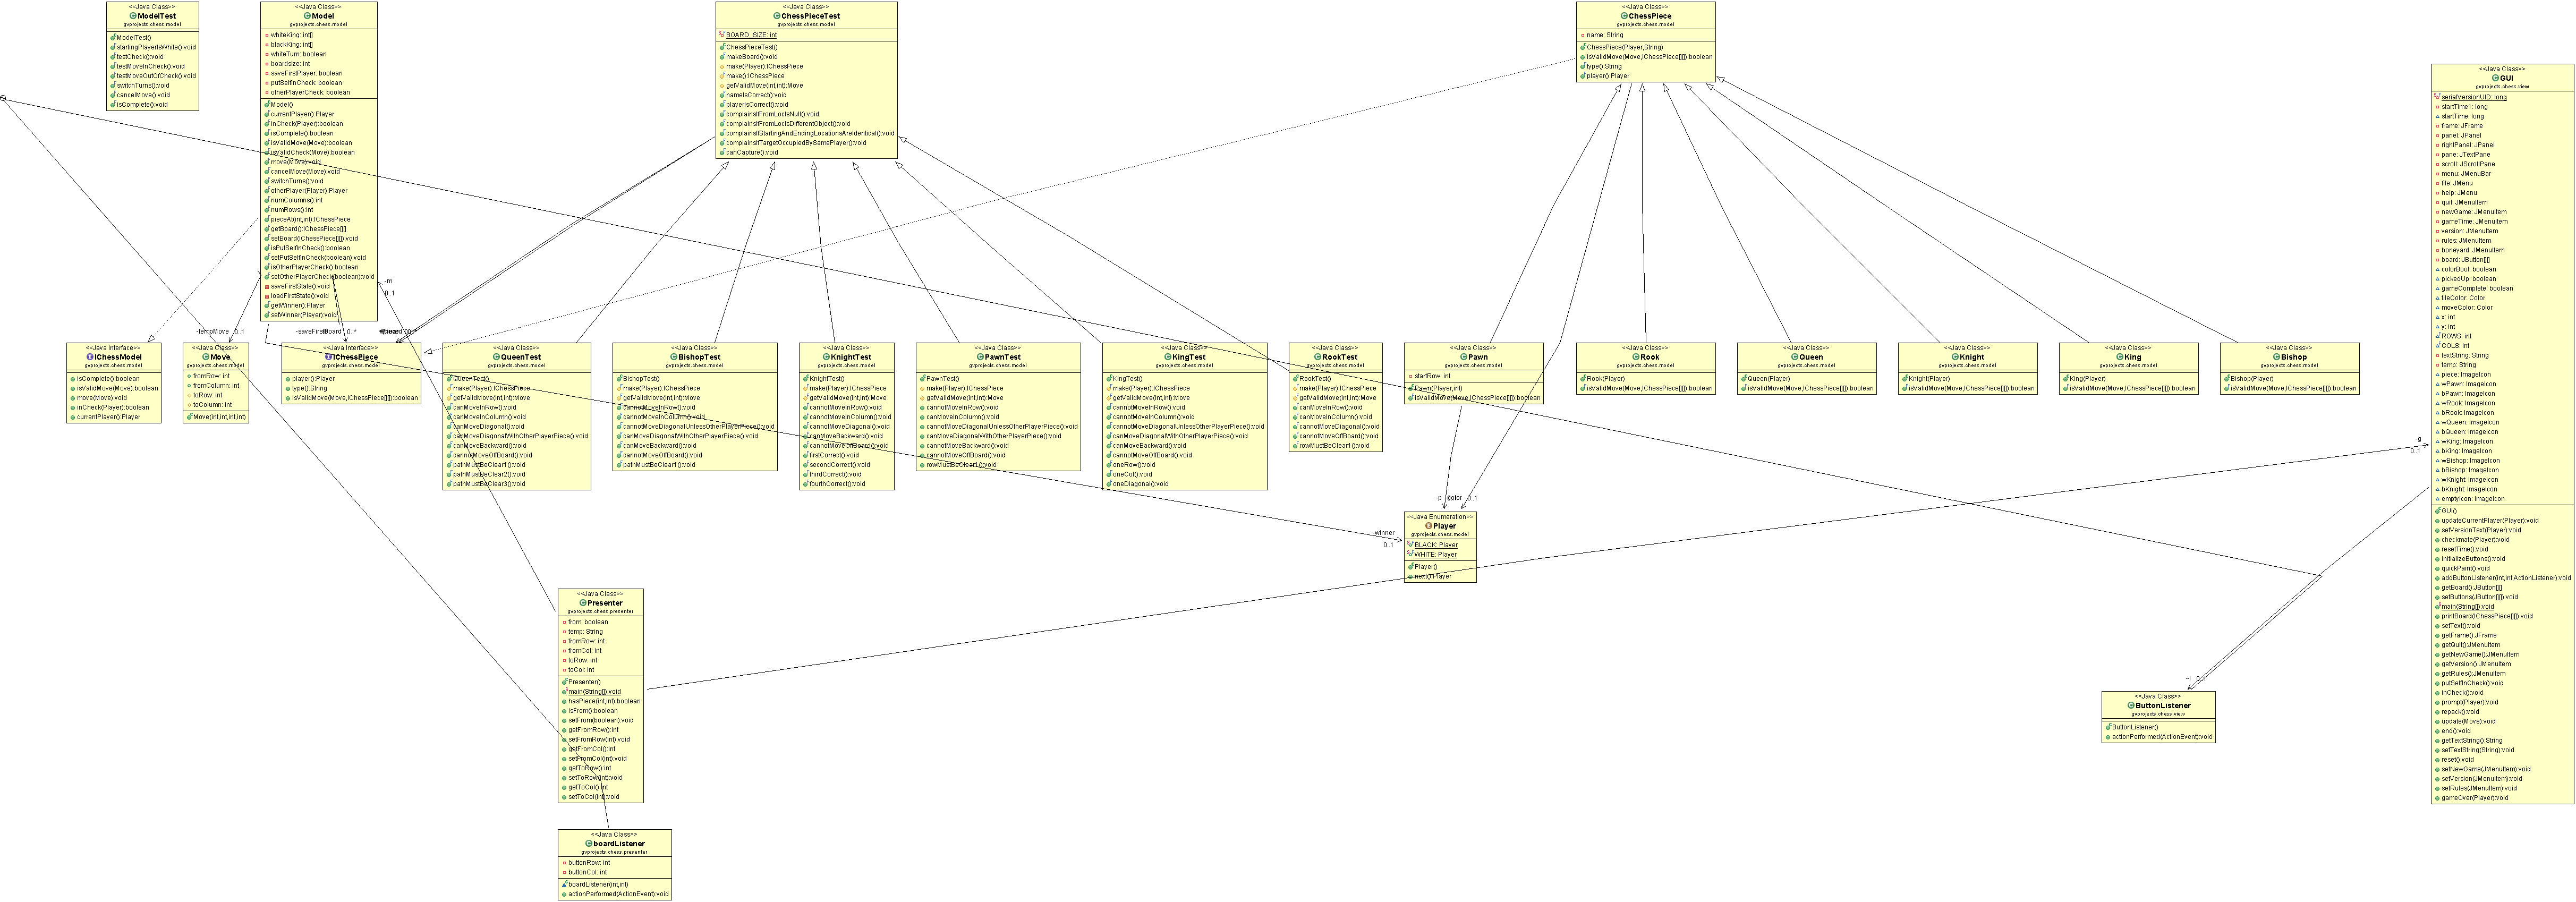 <<Java Class>>
ModelTest
gvprojects.chess.model
ModelTest()
startingPlayerIsWhite():void
testCheck():void
testMoveInCheck():void
testMoveOutOfCheck():void
switchTurns():void
cancelMove():void
isComplete():void
<<Java Class>>
Model
gvprojects.chess.model
whiteKing: int[]
blackKing: int[]
whiteTurn: boolean
boardsize: int
saveFirstPlayer: boolean
putSelfInCheck: boolean
otherPlayerCheck: boolean
Model()
currentPlayer():Player
inCheck(Player):boolean
isComplete():boolean
isValidMove(Move):boolean
isValidCheck(Move):boolean
move(Move):void
cancelMove(Move):void
switchTurns():void
otherPlayer(Player):Player
numColumns():int
numRows():int
pieceAt(int,int):IChessPiece
getBoard():IChessPiece[][]
setBoard(IChessPiece[][]):void
isPutSelfInCheck():boolean
setPutSelfInCheck(boolean):void
isOtherPlayerCheck():boolean
setOtherPlayerCheck(boolean):void
saveFirstState():void
loadFirstState():void
getWinner():Player
setWinner(Player):void
<<Java Class>>
ChessPieceTest
gvprojects.chess.model
BOARD_SIZE: int
ChessPieceTest()
makeBoard():void
make(Player):IChessPiece
make():IChessPiece
getValidMove(int,int):Move
nameIsCorrect():void
playerIsCorrect():void
complainsIfFromLocIsNull():void
complainsIfFromLocIsDifferentObject():void
complainsIfStartingAndEndingLocationsAreIdentical():void
complainsIfTargetOccupiedBySamePlayer():void
canCapture():void
<<Java Class>>
ChessPiece
gvprojects.chess.model
name: String
ChessPiece(Player,String)
isValidMove(Move,IChessPiece[][]):boolean
type():String
player():Player
<<Java Class>>
GUI
gvprojects.chess.view
serialVersionUID: long
startTime1: long
startTime: long
frame: JFrame
panel: JPanel
rightPanel: JPanel
pane: JTextPane
scroll: JScrollPane
menu: JMenuBar
file: JMenu
help: JMenu
quit: JMenuItem
newGame: JMenuItem
gameTime: JMenuItem
version: JMenuItem
rules: JMenuItem
boneyard: JMenuItem
board: JButton[][]
colorBool: boolean
pickedUp: boolean
gameComplete: boolean
tileColor: Color
moveColor: Color
x: int
y: int
ROWS: int
COLS: int
textString: String
temp: String
piece: ImageIcon
wPawn: ImageIcon
bPawn: ImageIcon
wRook: ImageIcon
bRook: ImageIcon
wQueen: ImageIcon
bQueen: ImageIcon
wKing: ImageIcon
bKing: ImageIcon
wBishop: ImageIcon
bBishop: ImageIcon
wKnight: ImageIcon
bKnight: ImageIcon
emptyIcon: ImageIcon
GUI()
updateCurrentPlayer(Player):void
setVersionText(Player):void
checkmate(Player):void
resetTime():void
initializeButtons():void
quickPaint():void
addButtonListener(int,int,ActionListener):void
getBoard():JButton[][]
setButtons(JButton[][]):void
main(String[]):void
printBoard(IChessPiece[][]):void
setText():void
getFrame():JFrame
getQuit():JMenuItem
getNewGame():JMenuItem
getVersion():JMenuItem
getRules():JMenuItem
putSelfInCheck():void
inCheck():void
prompt(Player):void
repack():void
update(Move):void
end():void
getTextString():String
setTextString(String):void
reset():void
setNewGame(JMenuItem):void
setVersion(JMenuItem):void
setRules(JMenuItem):void
gameOver(Player):void
-m
0..1
-tempMove 0..1
-saveFirstBoard 0..*
<<Java Interface>>
IChessModel
gvprojects.chess.model
isComplete():boolean
isValidMove(Move):boolean
move(Move):void
inCheck(Player):boolean
currentPlayer():Player
<<Java Class>>
Move
gvprojects.chess.model
fromRow: int
fromColumn: int
toRow: int
toColumn: int
Move(int,int,int,int)
<<Java Interface>>
IChessPiece
gvprojects.chess.model
player():Player
type():String
isValidMove(Move,IChessPiece[][]):boolean
<<Java Class>>
QueenTest
gvprojects.chess.model
QueenTest()
make(Player):IChessPiece
getValidMove(int,int):Move
canMoveInRow():void
canMoveInColumn():void
canMoveDiagonal():void
canMoveDiagonalWithOtherPlayerPiece():void
canMoveBackward():void
cannotMoveOffBoard():void
pathMustBeClear1():void
pathMustBeClear2():void
pathMustBeClear3():void
<<Java Class>>
BishopTest
gvprojects.chess.model
BishopTest()
make(Player):IChessPiece
getValidMove(int,int):Move
cannotMoveInRow():void
cannotMoveInColumn():void
cannotMoveDiagonalUnlessOtherPlayerPiece():void
canMoveDiagonalWithOtherPlayerPiece():void
canMoveBackward():void
cannotMoveOffBoard():void
pathMustBeClear1():void
<<Java Class>>
KnightTest
gvprojects.chess.model
KnightTest()
make(Player):IChessPiece
getValidMove(int,int):Move
cannotMoveInRow():void
cannotMoveInColumn():void
cannotMoveDiagonal():void
canMoveBackward():void
cannotMoveOffBoard():void
firstCorrect():void
secondCorrect():void
thirdCorrect():void
fourthCorrect():void
<<Java Class>>
PawnTest
gvprojects.chess.model
PawnTest()
make(Player):IChessPiece
getValidMove(int,int):Move
cannotMoveInRow():void
canMoveInColumn():void
cannotMoveDiagonalUnlessOtherPlayerPiece():void
canMoveDiagonalWithOtherPlayerPiece():void
cannotMoveBackward():void
cannotMoveOffBoard():void
rowMustBeClear1():void
<<Java Class>>
KingTest
gvprojects.chess.model
KingTest()
make(Player):IChessPiece
getValidMove(int,int):Move
cannotMoveInRow():void
cannotMoveInColumn():void
cannotMoveDiagonalUnlessOtherPlayerPiece():void
canMoveDiagonalWithOtherPlayerPiece():void
canMoveBackward():void
cannotMoveOffBoard():void
oneRow():void
oneCol():void
oneDiagonal():void
<<Java Class>>
RookTest
gvprojects.chess.model
RookTest()
make(Player):IChessPiece
getValidMove(int,int):Move
canMoveInRow():void
canMoveInColumn():void
cannotMoveDiagonal():void
cannotMoveOffBoard():void
rowMustBeClear1():void
<<Java Class>>
Pawn
gvprojects.chess.model
startRow: int
Pawn(Player,int)
isValidMove(Move,IChessPiece[][]):boolean
<<Java Class>>
Rook
gvprojects.chess.model
Rook(Player)
isValidMove(Move,IChessPiece[][]):boolean
<<Java Class>>
Queen
gvprojects.chess.model
Queen(Player)
isValidMove(Move,IChessPiece[][]):boolean
<<Java Class>>
Knight
gvprojects.chess.model
Knight(Player)
isValidMove(Move,IChessPiece[][]):boolean
<<Java Class>>
King
gvprojects.chess.model
King(Player)
isValidMove(Move,IChessPiece[][]):boolean
<<Java Class>>
Bishop
gvprojects.chess.model
Bishop(Player)
isValidMove(Move,IChessPiece[][]):boolean
-g
0..1
-p
0..1
-winner
0..1
<<Java Enumeration>>
Player
gvprojects.chess.model
BLACK: Player
WHITE: Player
Player()
next():Player
<<Java Class>>
Presenter
gvprojects.chess.presenter
from: boolean
temp: String
fromRow: int
fromCol: int
toRow: int
toCol: int
Presenter()
main(String[]):void
hasPiece(int,int):boolean
isFrom():boolean
setFrom(boolean):void
getFromRow():int
setFromRow(int):void
getFromCol():int
setFromCol(int):void
getToRow():int
setToRow(int):void
getToCol():int
setToCol(int):void
~l 0..1
<<Java Class>>
ButtonListener
gvprojects.chess.view
ButtonListener()
actionPerformed(ActionEvent):void
<<Java Class>>
boardListener
gvprojects.chess.presenter
buttonRow: int
buttonCol: int
boardListener(int,int)
actionPerformed(ActionEvent):void